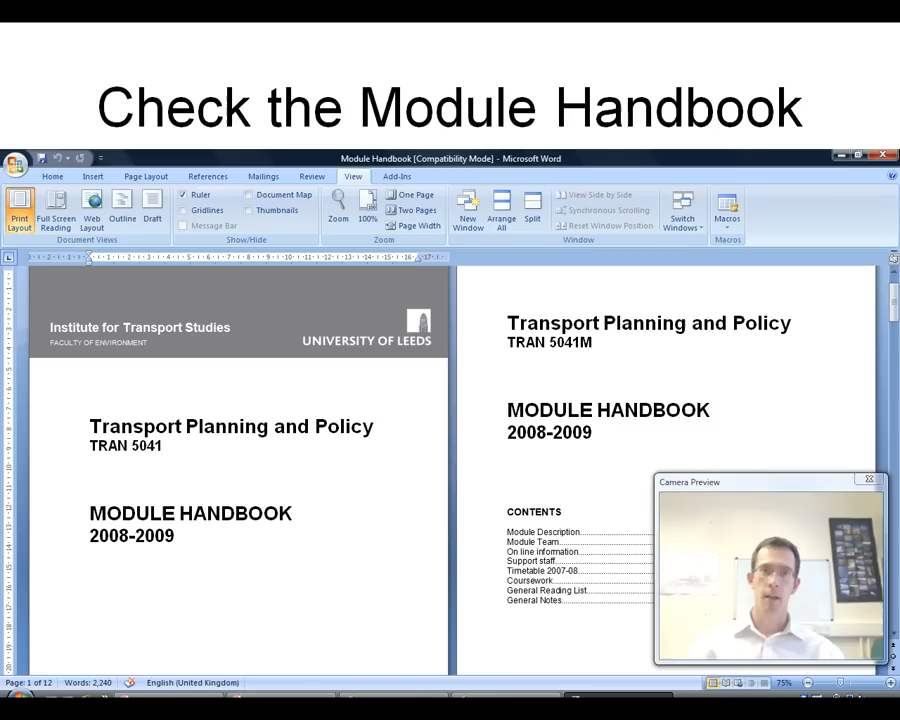 Check the Module Handbook
Module Handbook [Compatibility Mode] - Microsoft Word
Home Insert Page Layout References Mailings Review View Add-Ins
Print Layout
Full Screen Reading
Web Layout
Outline
Draft
Document Views
Ruler
Gridlines
Message Bar
Document Map
Thumbnails
Show/Hide
Zoom
100%
One Page
Two Pages
Page Width
Zoom
New Window
Arrange All
Split
View Side by Side
Synchronous Scrolling
Reset Window Position
Switch Windows
Window
Macros
Macros
Institute for Transport Studies
FACULTY OF ENVIRONMENT
UNIVERSITY OF LEEDS
Transport Planning and Policy
TRAN 5041
MODULE HANDBOOK
2008-2009
Transport Planning and Policy
TRAN 5041M
MODULE HANDBOOK
2008-2009
CONTENTS
Module Description
Module Team
On line information
Support staff
Timetable 2007-08
Coursework
General Reading List
General Notes
Camera Preview
Page: 1 of 12 Words: 2,240 English (United Kingdom) 75%